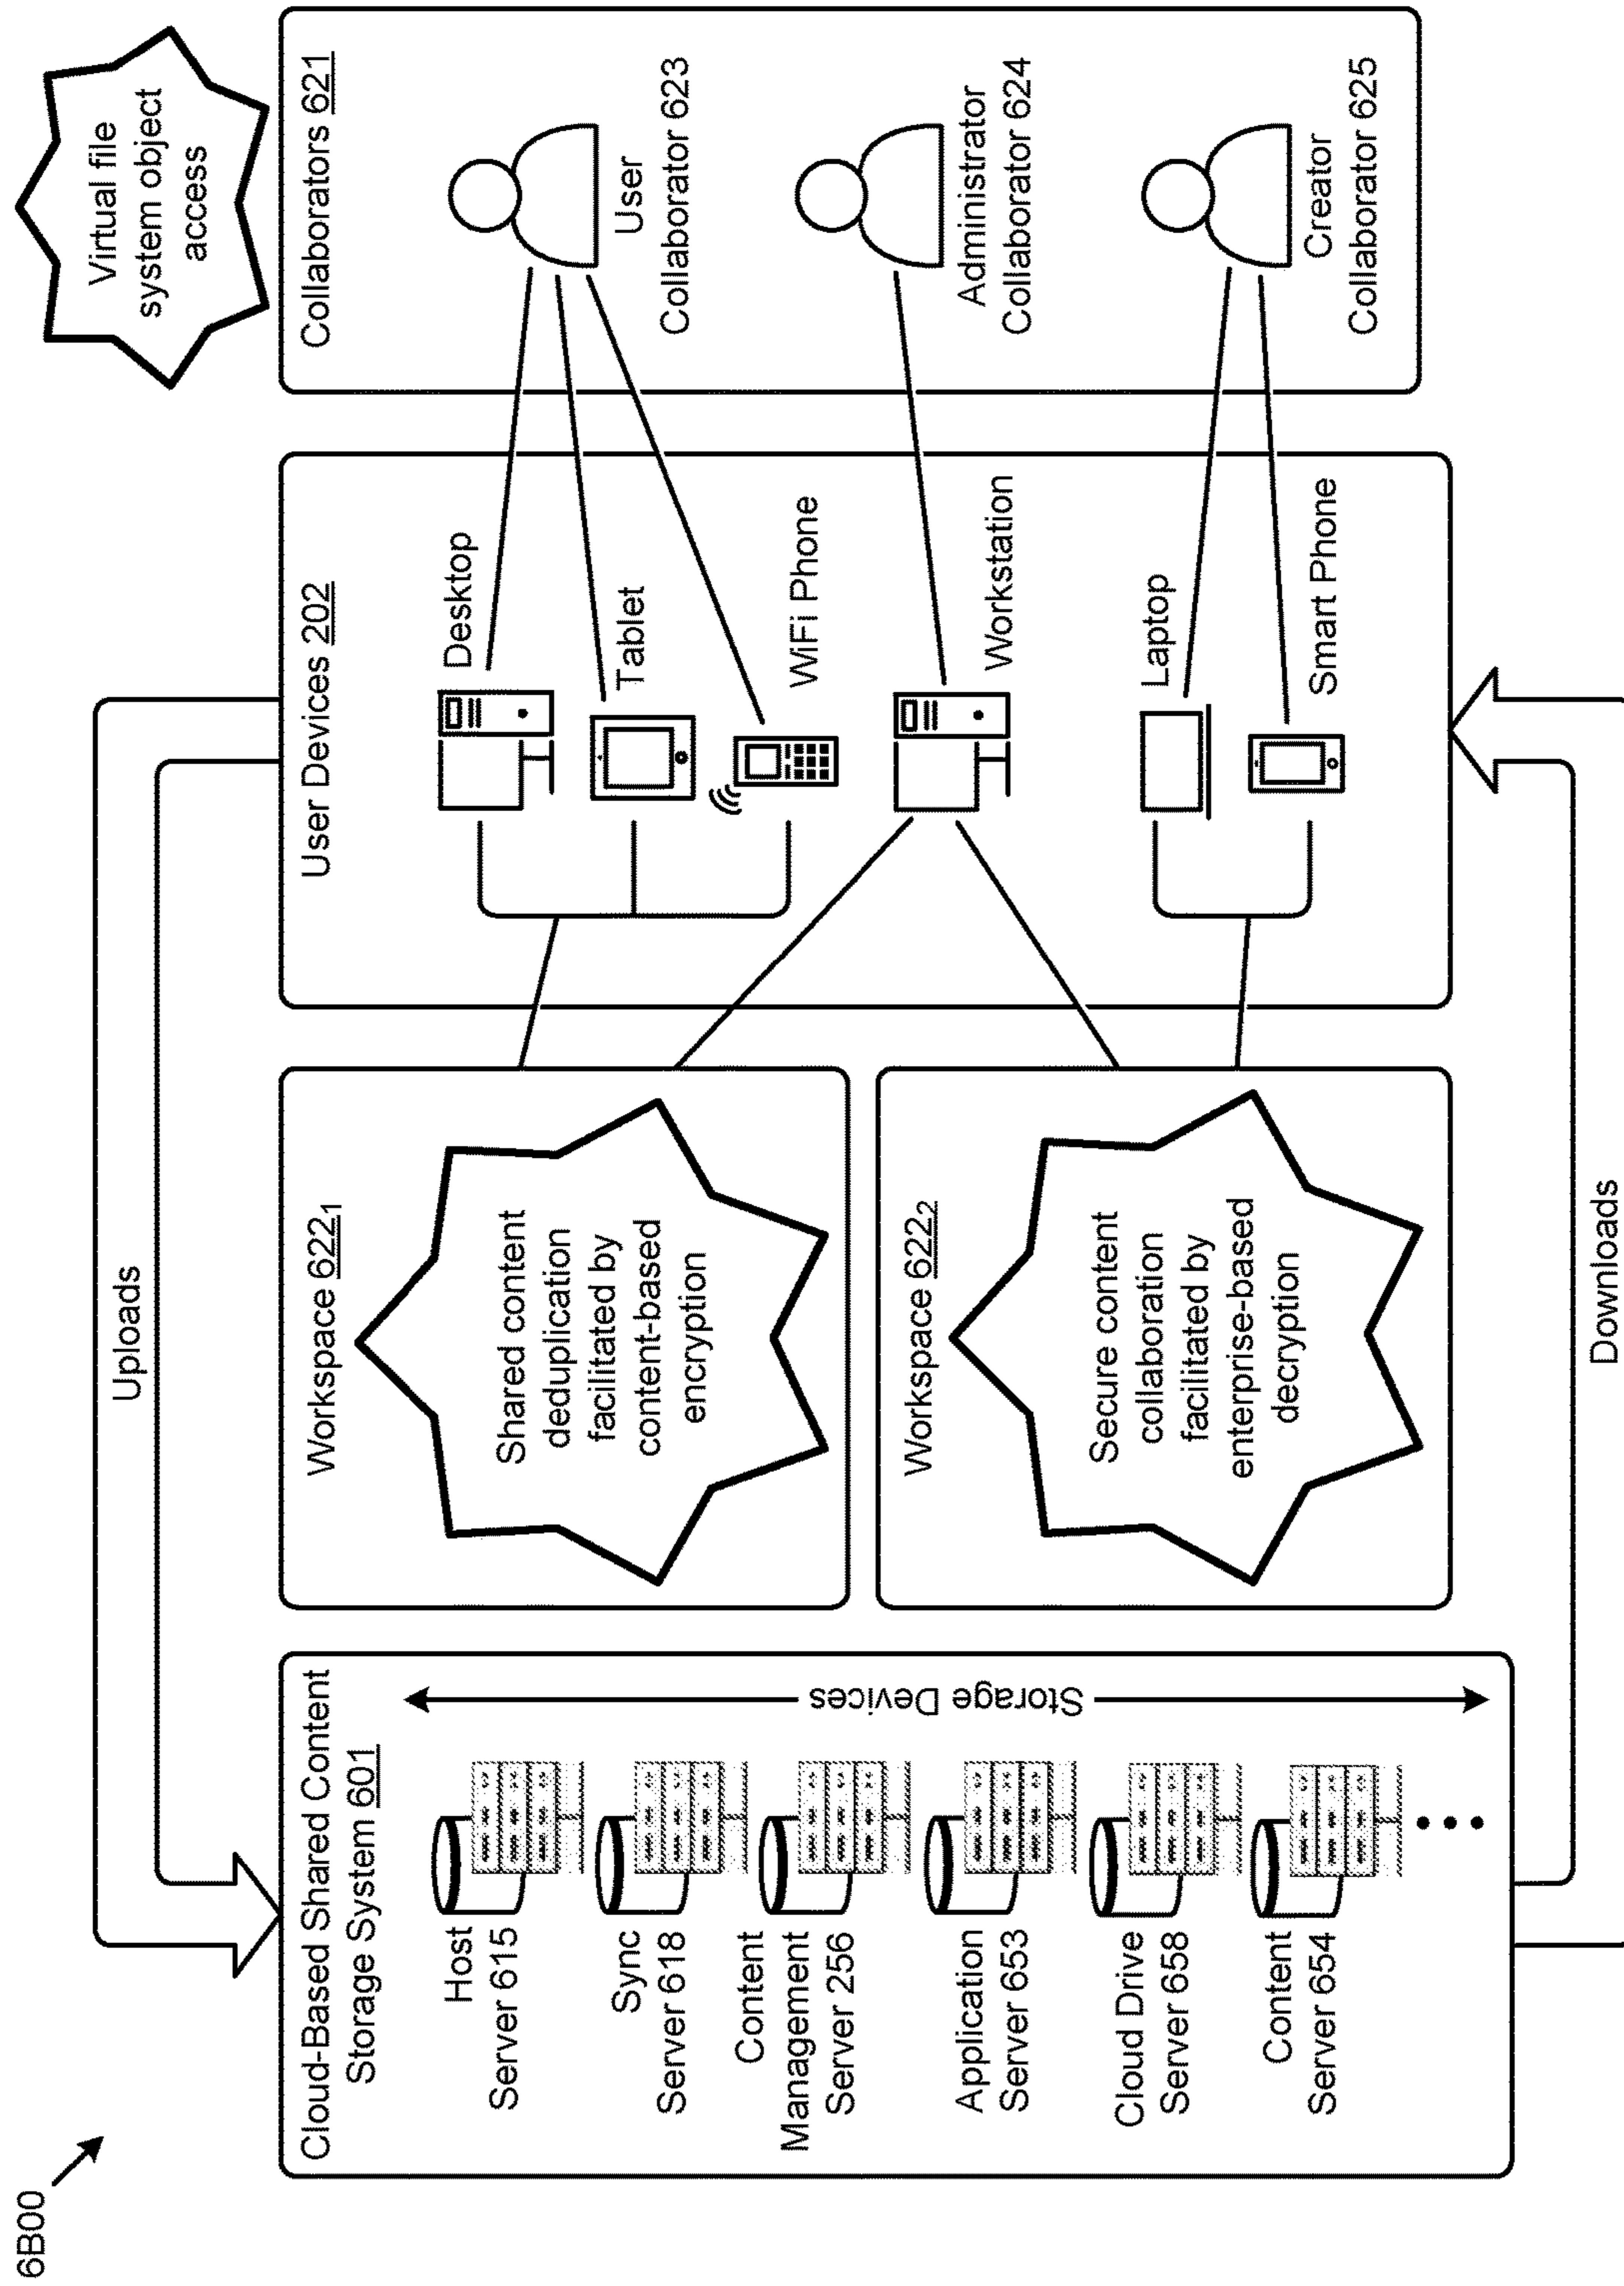 6B00
Uploads
Cloud-Based Shared Content
Storage System 601
Host
Server 615
Sync
Server 618
Content
Management
Server 256
Application
Server 653
Cloud Drive
Server 658
Content
Server 654
Storage Devices
Workspace 622₁
Shared content
deduplication
facilitated by
content-based
encryption
Workspace 622₂
Secure content
collaboration
facilitated by
enterprise-based
decryption
User Devices 202
Desktop
Tablet
WiFi Phone
Workstation
Laptop
Smart Phone
Virtual file
system object
access
Collaborators 621
User
Collaborator 623
Administrator
Collaborator 624
Creator
Collaborator 625
Downloads